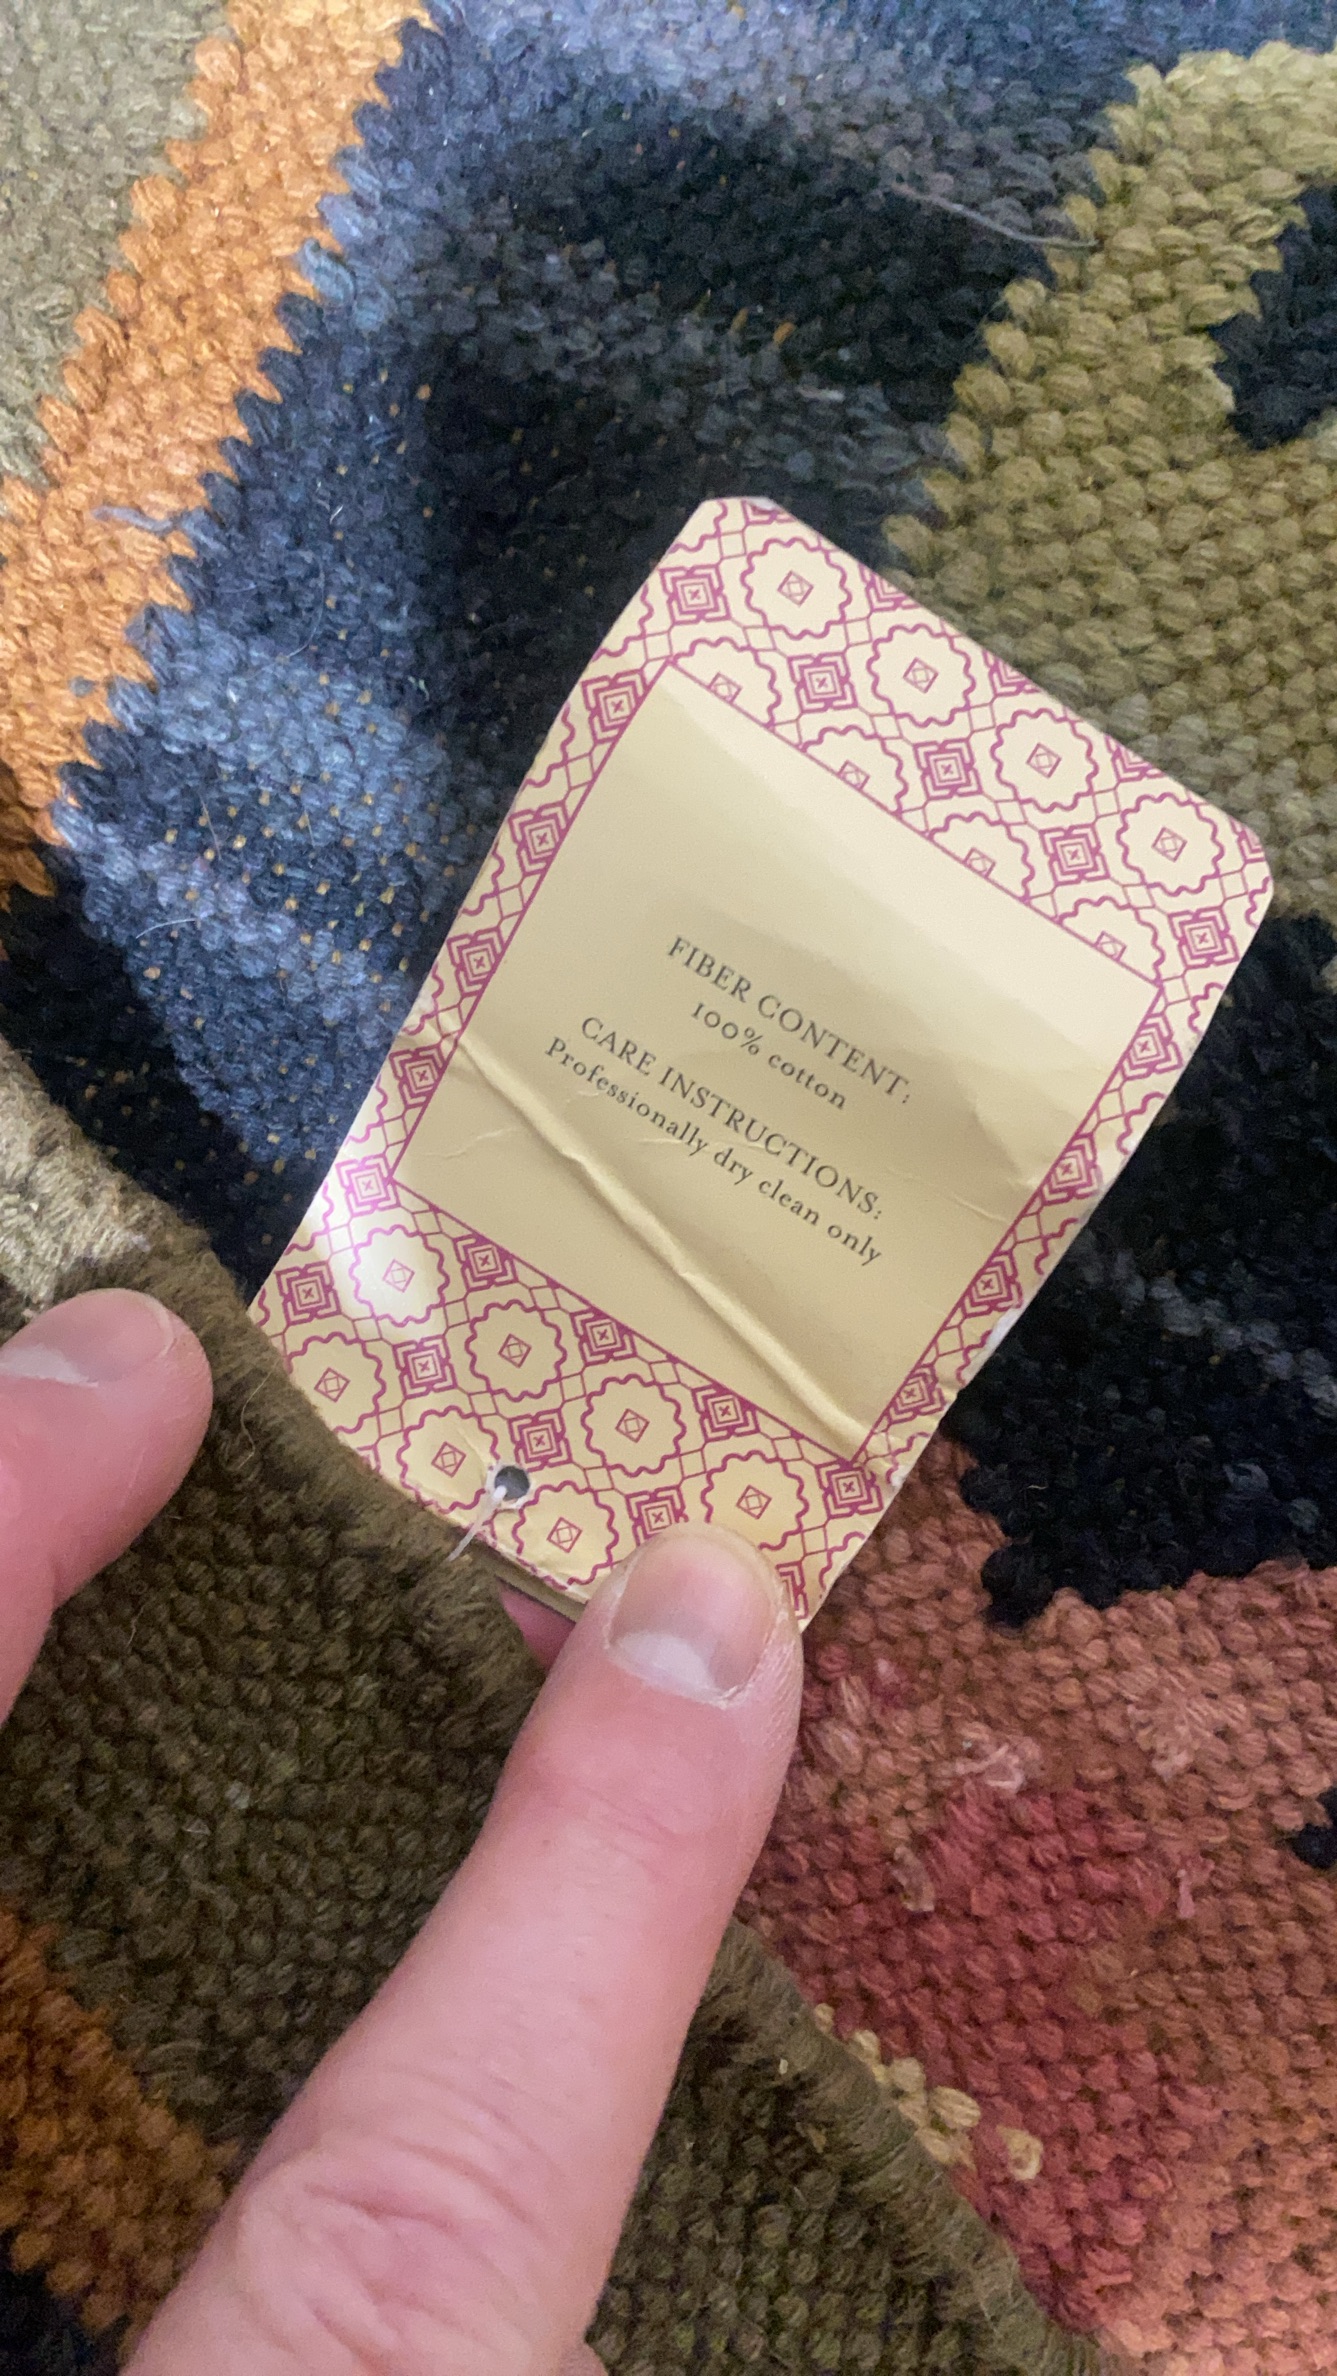 FIBER CONTENT:
100% cotton
CARE INSTRUCTIONS:
Professionally dry clean only